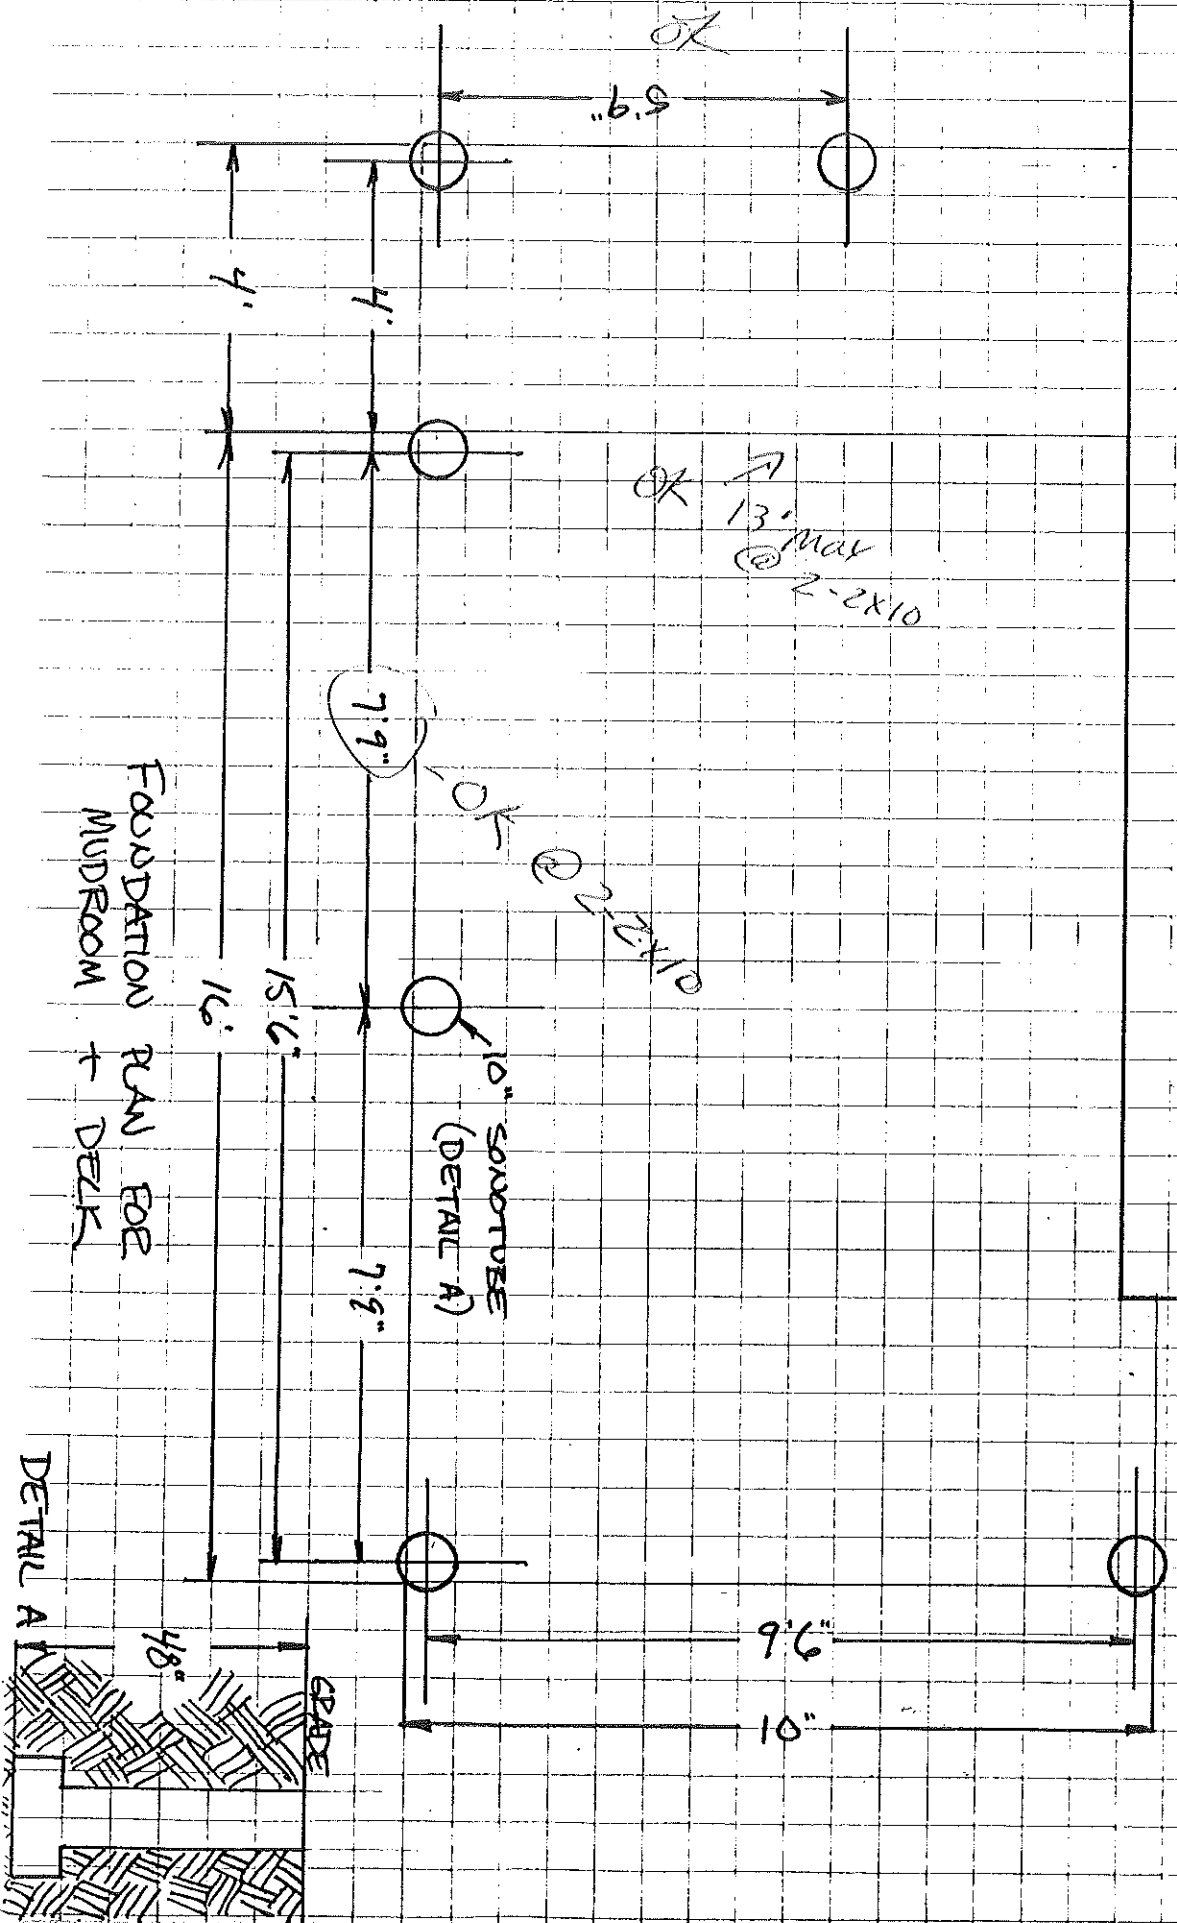 OK
5'9"
4'
4'
OK
13' Max
@
2-2x10
7'9"
- OK @ 2-2x10
10" SONOTUBE
(DETAIL A)
7'9"
15'6"
16'
9'6"
10"
FOUNDATION PLAN FOR
MUDROOM + DECK
DETAIL A
48"
GRADE